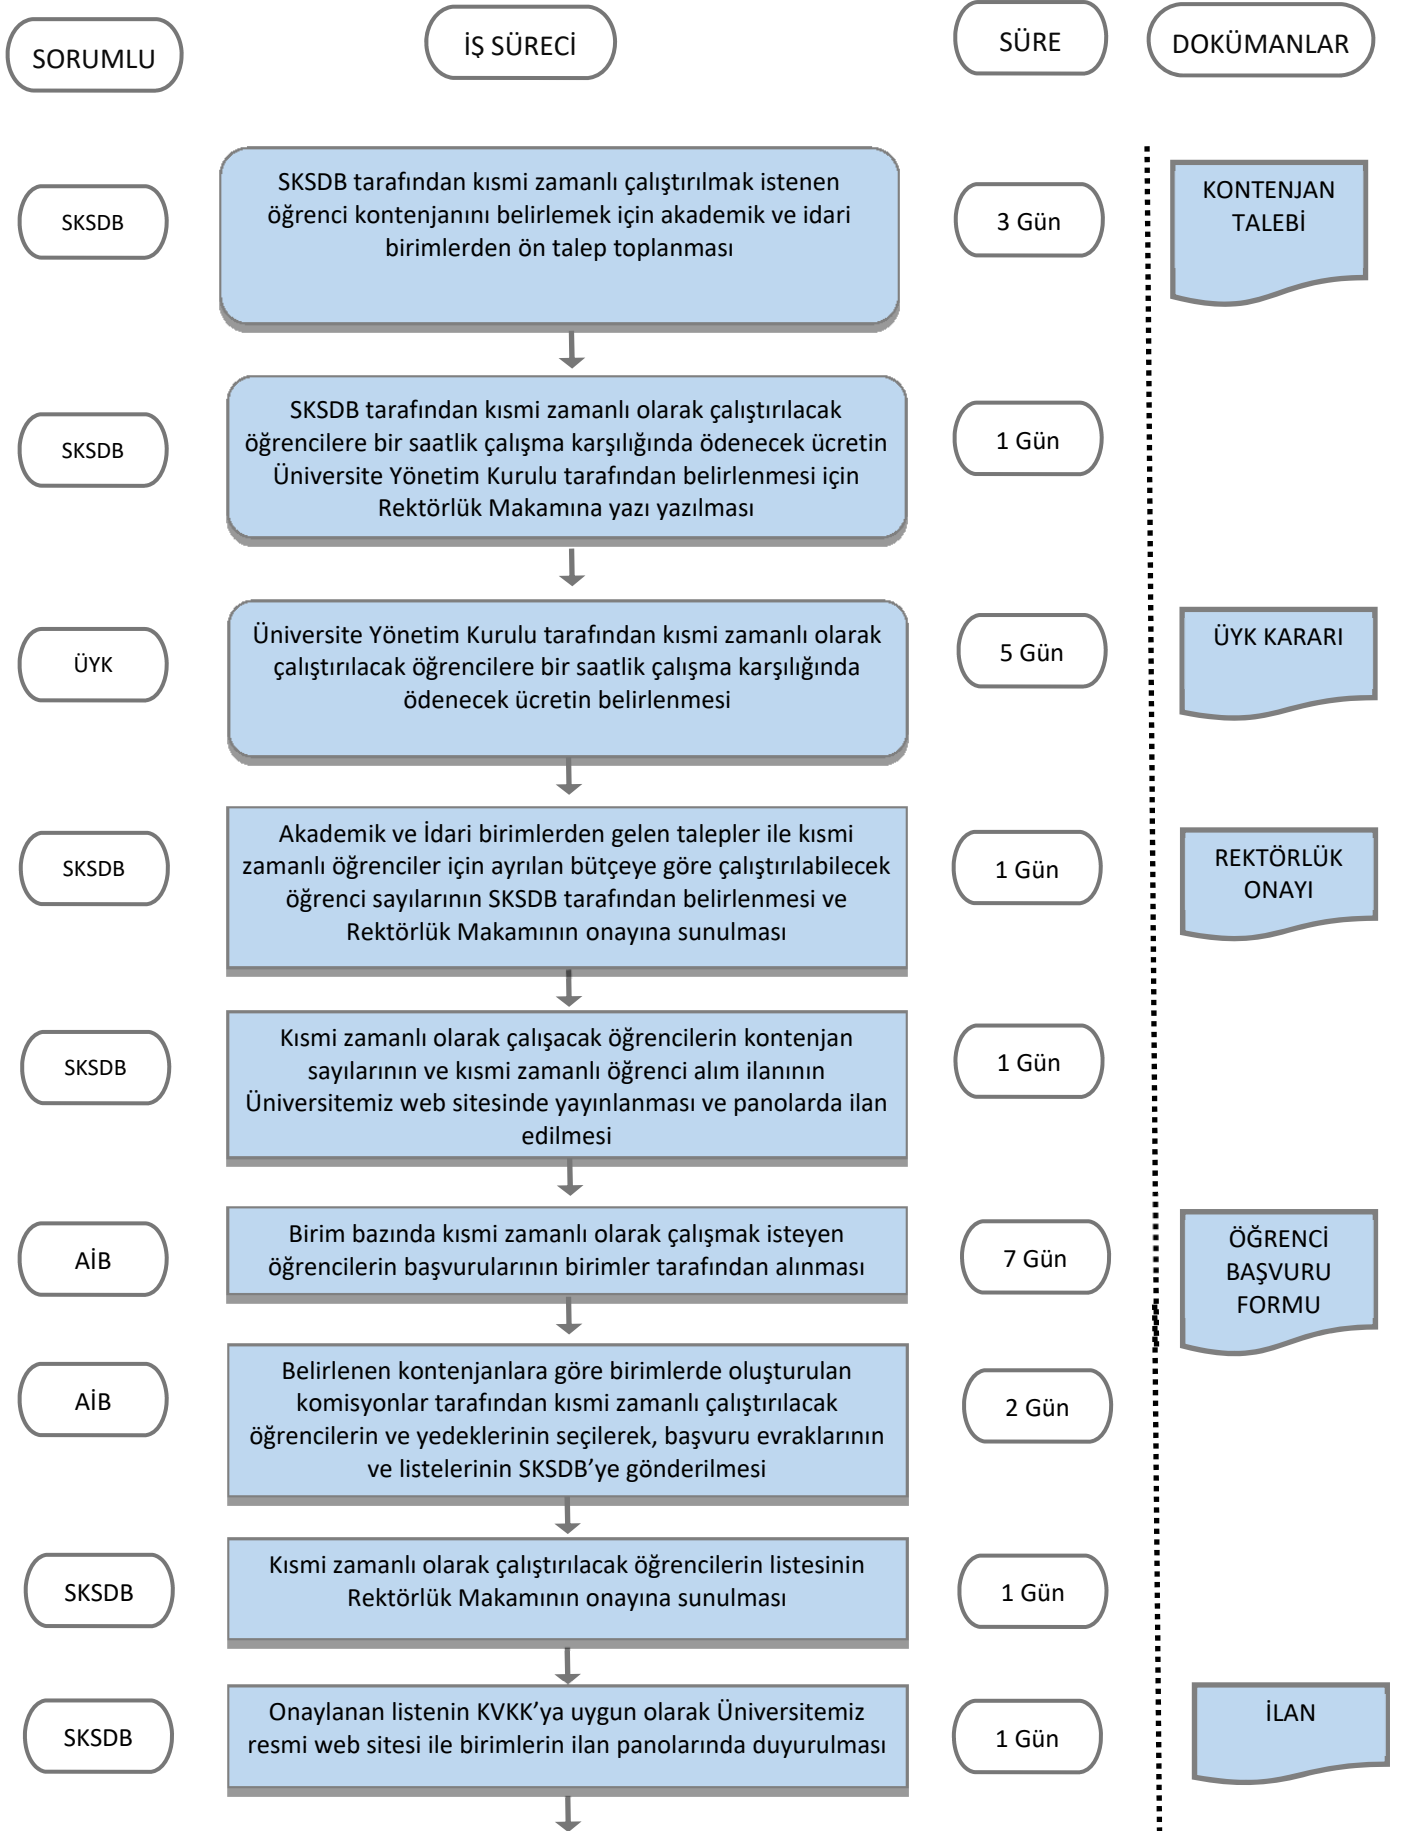 SORUMLU
İŞ SÜRECİ
SÜRE
DOKÜMANLAR
SKSDB
SKSDB tarafından kısmi zamanlı çalıştırılmak istenen
öğrenci kontenjanını belirlemek için akademik ve idari
birimlerden ön talep toplanması
3 Gün
KONTENJAN
TALEBİ
SKSDB
SKSDB tarafından kısmi zamanlı olarak çalıştırılacak
öğrencilere bir saatlik çalışma karşılığında ödenecek ücretin
Üniversite Yönetim Kurulu tarafından belirlenmesi için
Rektörlük Makamına yazı yazılması
1 Gün
ÜYK
Üniversite Yönetim Kurulu tarafından kısmi zamanlı olarak
çalıştırılacak öğrencilere bir saatlik çalışma karşılığında
ödenecek ücretin belirlenmesi
5 Gün
ÜYK KARARI
SKSDB
Akademik ve İdari birimlerden gelen talepler ile kısmi
zamanlı öğrenciler için ayrılan bütçeye göre çalıştırılabilecek
öğrenci sayılarının SKSDB tarafından belirlenmesi ve
Rektörlük Makamının onayına sunulması
1 Gün
REKTÖRLÜK
ONAYI
SKSDB
Kısmi zamanlı olarak çalışacak öğrencilerin kontenjan
sayılarının ve kısmi zamanlı öğrenci alım ilanının
Üniversitemiz web sitesinde yayınlanması ve panolarda ilan
edilmesi
1 Gün
AİB
Birim bazında kısmi zamanlı olarak çalışmak isteyen
öğrencilerin başvurularının birimler tarafından alınması
7 Gün
ÖĞRENCİ
BAŞVURU
FORMU
AİB
Belirlenen kontenjanlara göre birimlerde oluşturulan
komisyonlar tarafından kısmi zamanlı çalıştırılacak
öğrencilerin ve yedeklerinin seçilerek, başvuru evraklarının
ve listelerinin SKSDB’ye gönderilmesi
2 Gün
SKSDB
Kısmi zamanlı olarak çalıştırılacak öğrencilerin listesinin
Rektörlük Makamının onayına sunulması
1 Gün
SKSDB
Onaylanan listenin KVKK’ya uygun olarak Üniversitemiz
resmi web sitesi ile birimlerin ilan panolarında duyurulması
1 Gün
İLAN